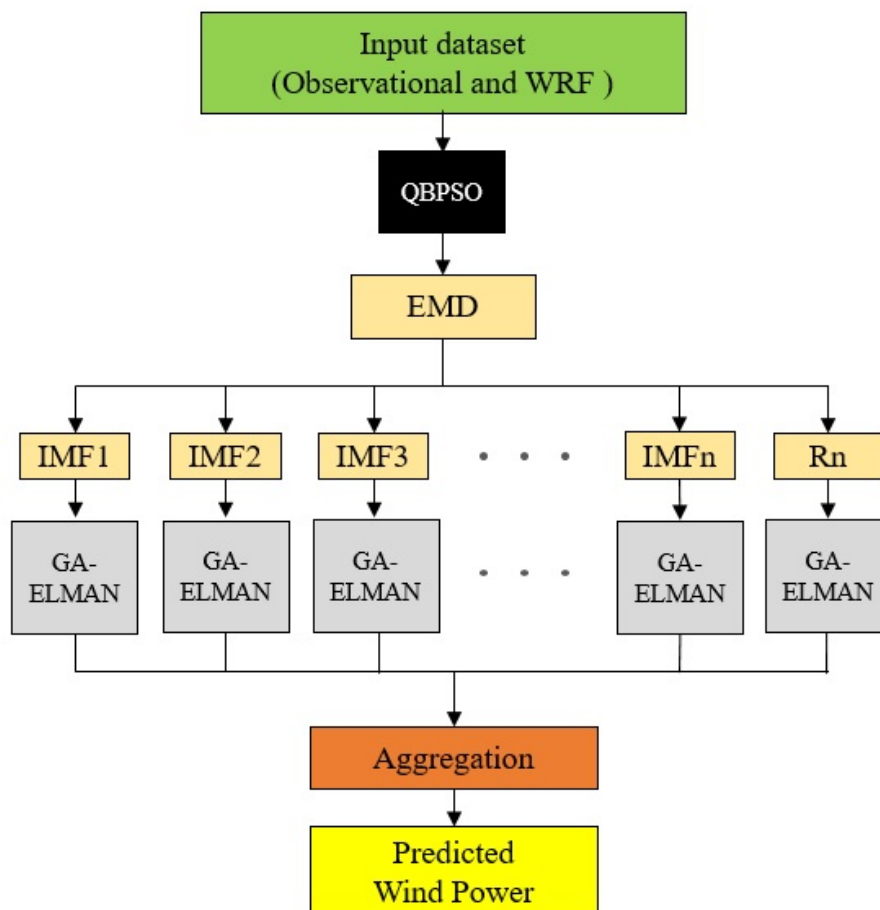 Input dataset
(Observational and WRF )
QBPSO
EMD
IMF1
IMF2
IMF3
IMFn
Rn
GA-
ELMAN
GA-
ELMAN
GA-
ELMAN
GA-
ELMAN
GA-
ELMAN
Aggregation
Predicted
Wind Power